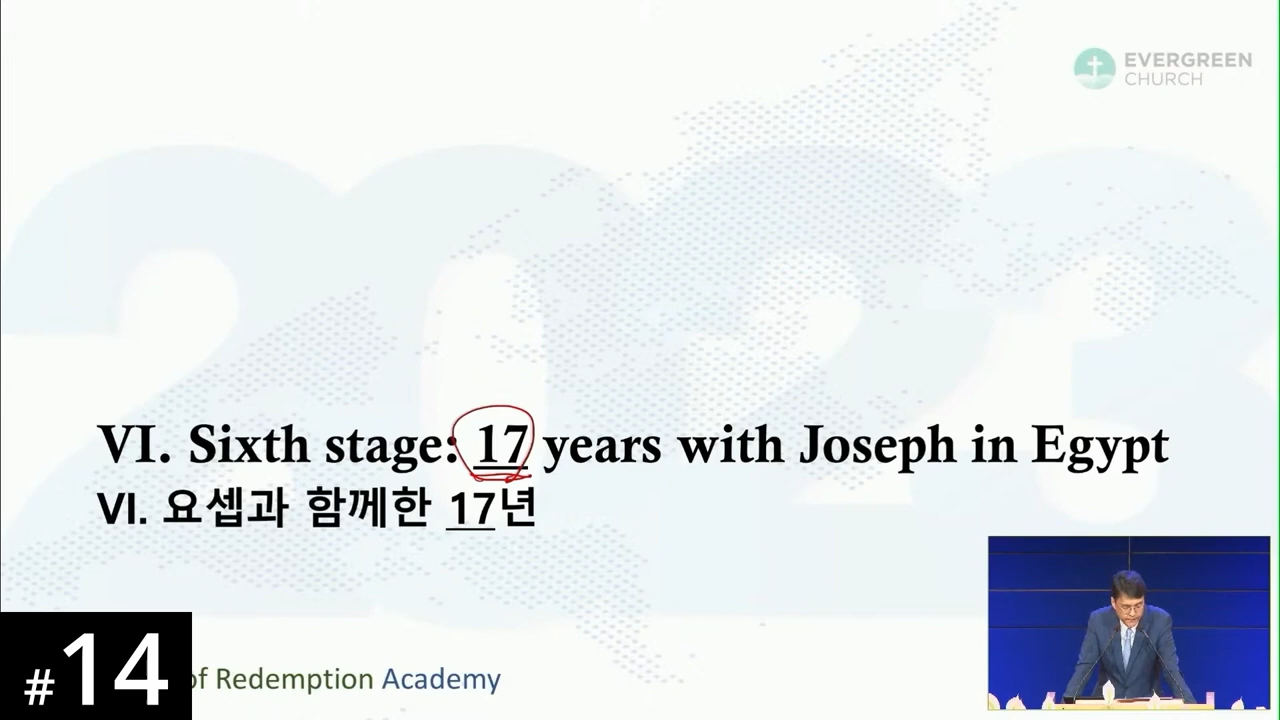 EVERGREEN
CHURCH
2023
VI. Sixth stage: 17 years with Joseph in Egypt
VI. 요셉과 함께한 17년
of Redemption Academy
#14